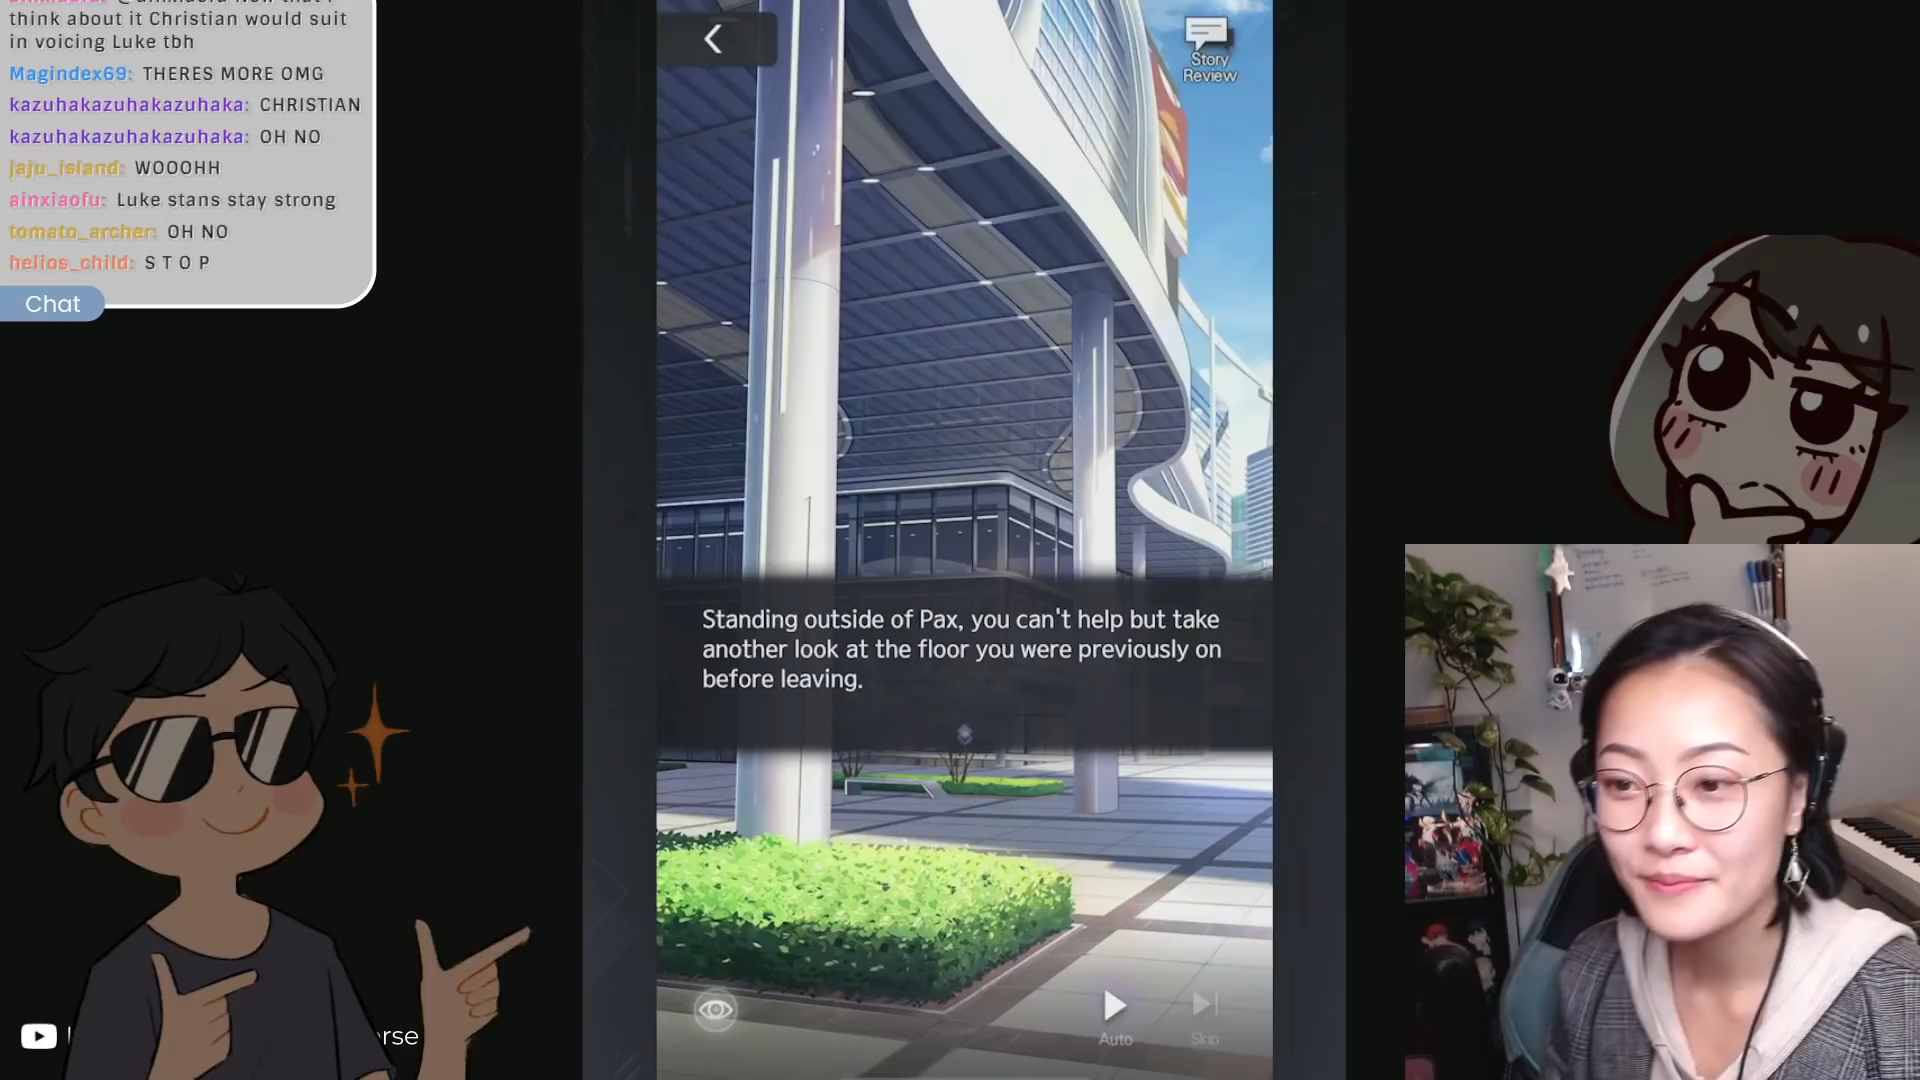 think about it Christian would suit
in voicing Luke tbh
Magindex69: THERES MORE OMG
kazuhakazuhakazuhaka: CHRISTIAN
kazuhakazuhakazuhaka: OH NO
jaju_island: WOOOHH
ainxiaofu: Luke stans stay strong
tomato_archer: OH NO
helios_child: S T O P
Chat
Story
Review
Standing outside of Pax, you can't help but take
another look at the floor you were previously on
before leaving.
Auto
Skip
erse